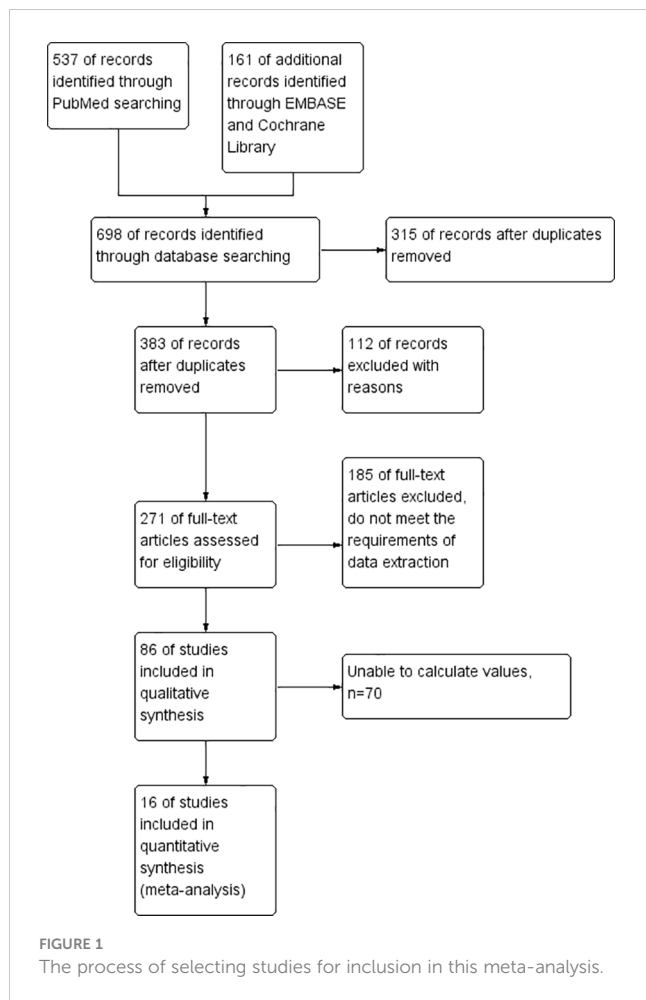 537 of records
identified through
PubMed searching
161 of additional
records identified
through EMBASE
and Cochrane
Library
698 of records identified
through database searching
315 of records after duplicates
removed
383 of records
after duplicates
removed
112 of records
excluded with
reasons
271 of full-text
articles assessed
for eligibility
185 of full-text
articles excluded,
do not meet the
requirements of
data extraction
86 of studies
included in
qualitative
synthesis
Unable to calculate values,
n=70
16 of studies
included in
quantitative
synthesis
(meta-analysis)
FIGURE 1
The process of selecting studies for inclusion in this meta-analysis.